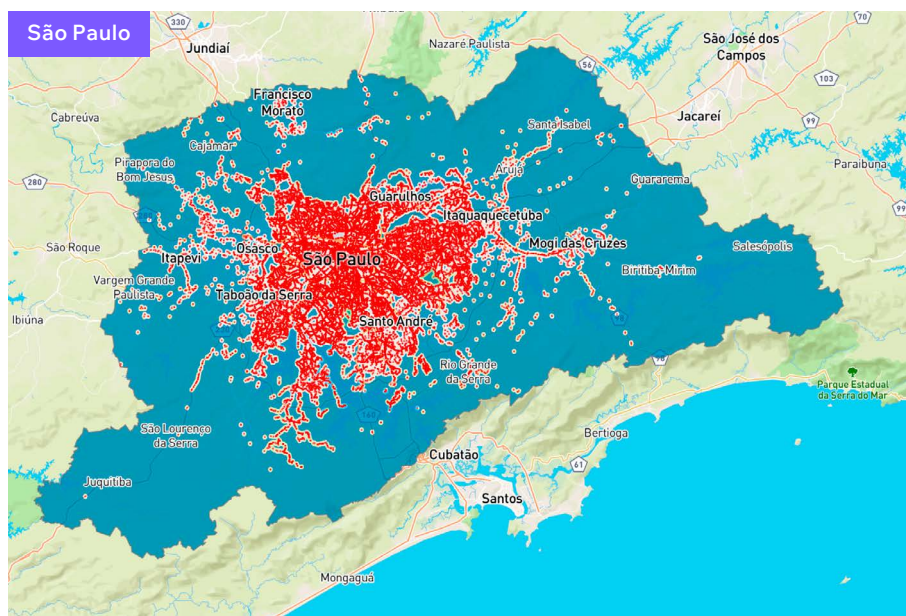 São Paulo
330
Jundiaí
Nazaré Paulista
70
São José dos
Campos
56
103
Francisco
Morato
Cabreúva
Jacareí
99
Cajamar
Santa Isabel
Pirapora do
Bom Jesus
Arujá
Paraibuna
280
Guararema
Guarulhos
99
Itaquaquecetuba
São Roque
Osasco
Mogi das Cruzes
Salesópolis
Itapevi
São Paulo
Biritiba-Mirim
Vargem Grande
Paulista
Taboão da Serra
Ibiúna
Santo André
Rio Grande
da Serra
98
Parque Estadual
da Serra do Mar
160
São Lourenço
da Serra
Bertioga
Cubatão
61
Juquitiba
Santos
Mongaguá